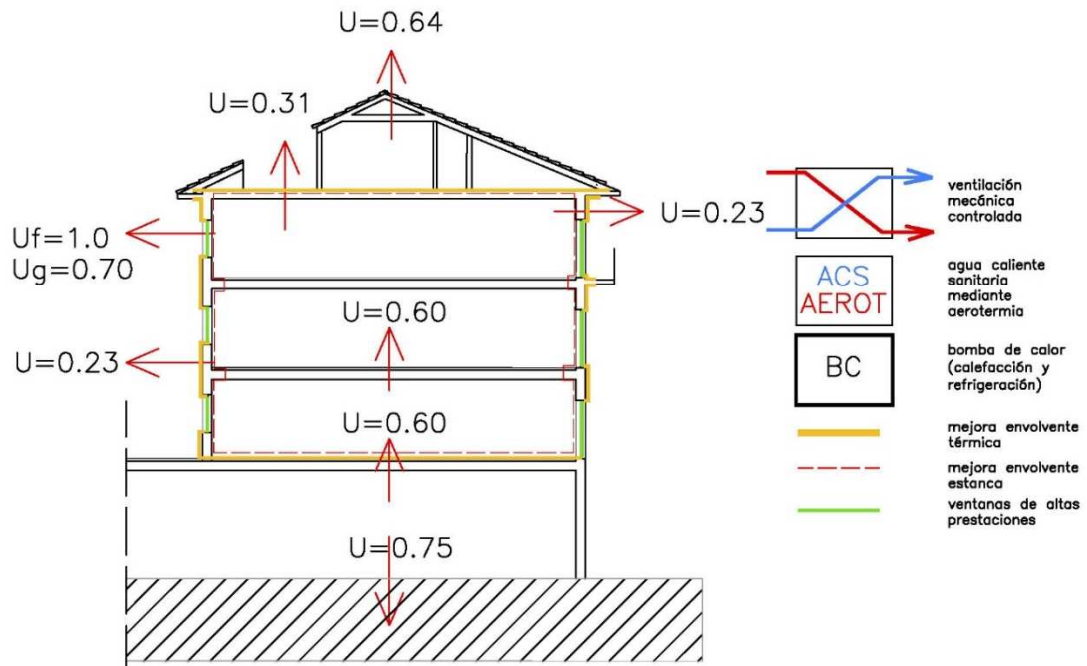 U=0.64
U=0.31
Uf=1.0
Ug=0.70
U=0.23
U=0.60
U=0.23
U=0.60
U=0.75
ventilación
mecánica
controlada
ACS
AEROT
agua caliente
sanitaria
mediante
aerotermia
BC
bomba de calor
(calefacción y
refrigeración)
mejora envolvente
térmica
mejora envolvente
estanca
ventanas de altas
prestaciones